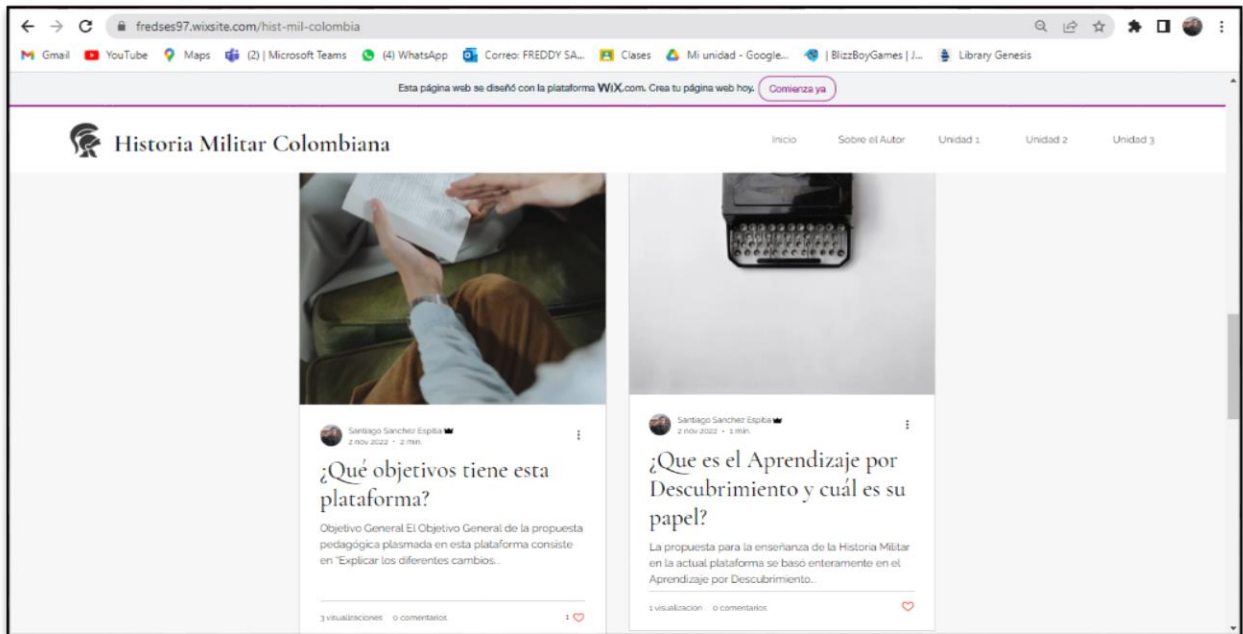 fredses97.wixsite.com/hist-mil-colombia
Gmail YouTube Maps (2) | Microsoft Teams (4) WhatsApp Correo: FREDDY SA... Clases Mi unidad - Google... | BlizzBoyGames | J... Library Genesis
Esta página web se diseñó con la plataforma WiX.com. Crea tu página web hoy. Comienza ya
Historia Militar Colombiana
Inicio Sobre el Autor Unidad 1 Unidad 2 Unidad 3
Santiago Sanchez Espitia
2 nov 2022 • 2 min.
¿Qué objetivos tiene esta
plataforma?
Objetivo General El Objetivo General de la propuesta
pedagógica plasmada en esta plataforma consiste
en "Explicar los diferentes cambios...
3 visualizaciones 0 comentarios 1
Santiago Sanchez Espitia
2 nov 2022 • 1 min.
¿Que es el Aprendizaje por
Descubrimiento y cuál es su
papel?
La propuesta para la enseñanza de la Historia Militar
en la actual plataforma se basó enteramente en el
Aprendizaje por Descubrimiento...
1 visualización 0 comentarios